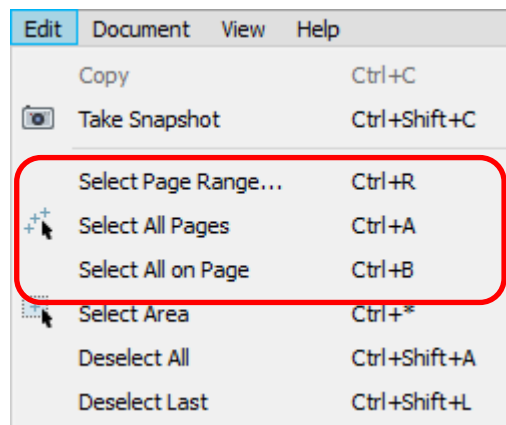 Edit Document View Help
Copy Ctrl+C
Take Snapshot Ctrl+Shift+C
Select Page Range... Ctrl+R
Select All Pages Ctrl+A
Select All on Page Ctrl+B
Select Area Ctrl+*
Deselect All Ctrl+Shift+A
Deselect Last Ctrl+Shift+L